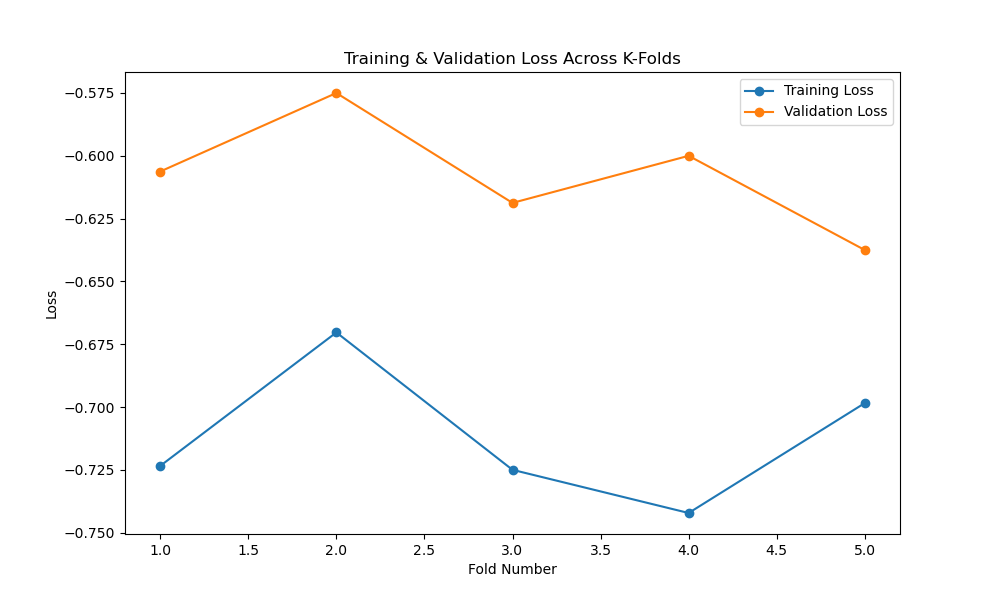 Training & Validation Loss Across K-Folds
Training Loss
Validation Loss
−0.575
−0.600
−0.625
−0.650
−0.675
−0.700
−0.725
−0.750
Loss
1.0 1.5 2.0 2.5 3.0 3.5 4.0 4.5 5.0
Fold Number